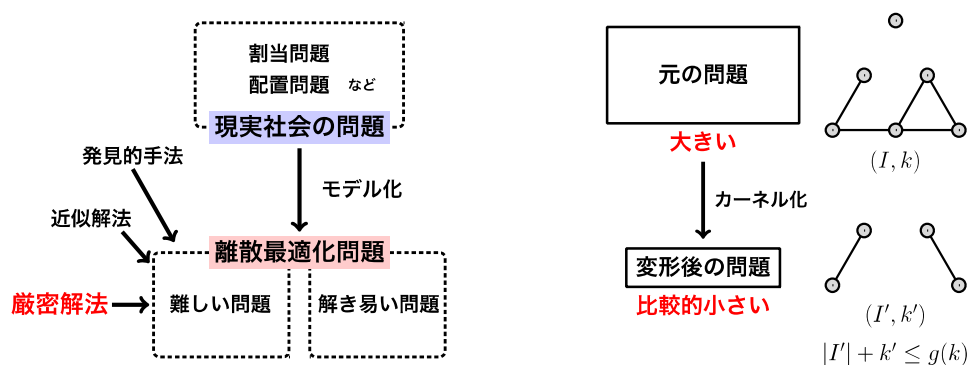 割当問題
配置問題 など
現実社会の問題
発見的手法
モデル化
近似解法
離散最適化問題
厳密解法
難しい問題
解き易い問題
元の問題
大きい
(I, k)
カーネル化
変形後の問題
比較的小さい
(I′, k′)
|I′| + k′ ≤ g(k)